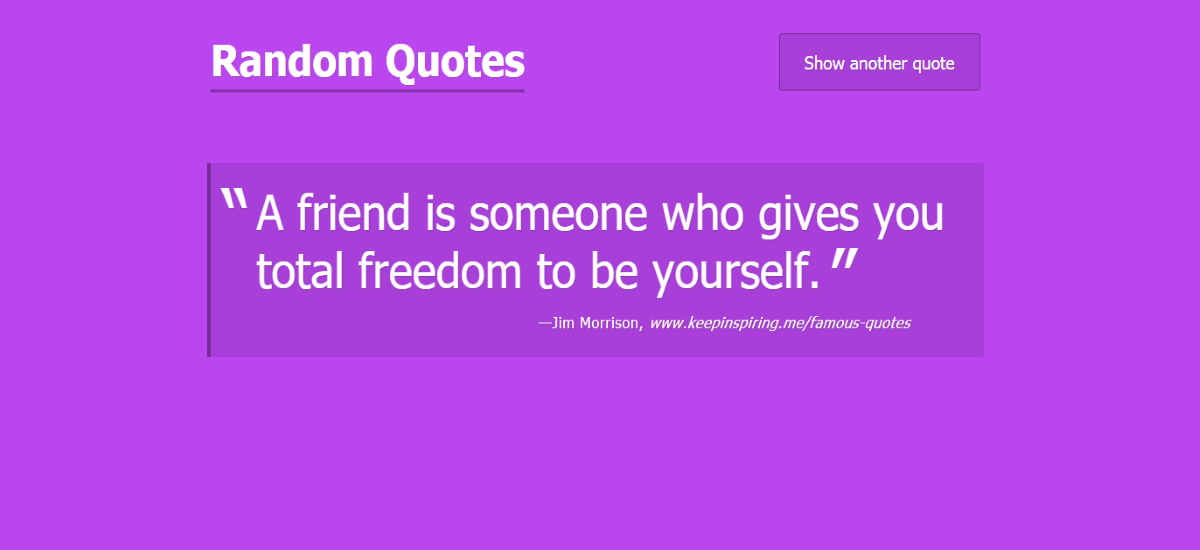 Random Quotes
Show another quote
“A friend is someone who gives you
total freedom to be yourself.”
—Jim Morrison, www.keepinspiring.me/famous-quotes